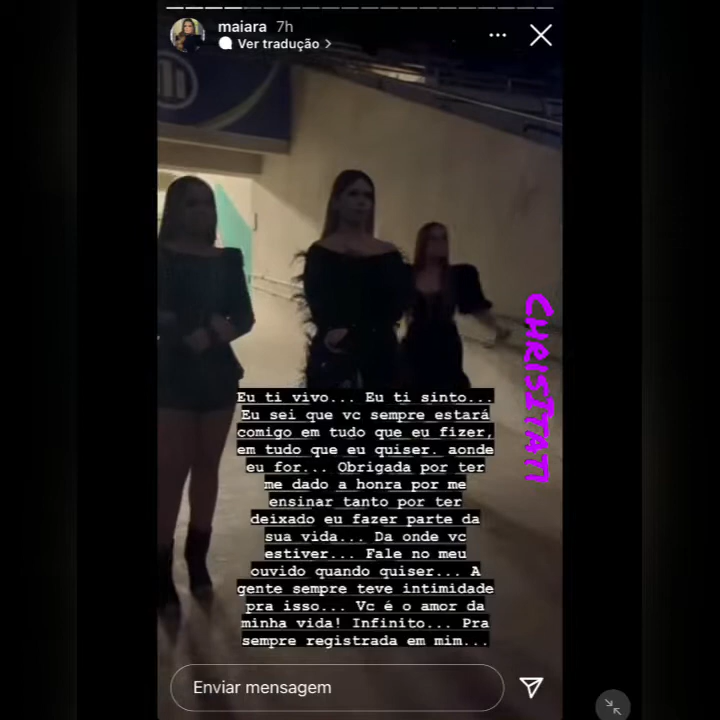 maiara 7h
Ver tradução >
Eu ti vivo... Eu ti sinto...
Eu sei que vc sempre estará
comigo em tudo que eu fizer,
em tudo que eu quiser. aonde
eu for... Obrigada por ter
me dado a honra por me
ensinar tanto por ter
deixado eu fazer parte da
sua vida... Da onde vc
estiver... Fale no meu
ouvido quando quiser... A
gente sempre teve intimidade
pra isso... Vc é o amor da
minha vida! Infinito... Pra
sempre registrada em mim...
CHRISITATI
Enviar mensagem